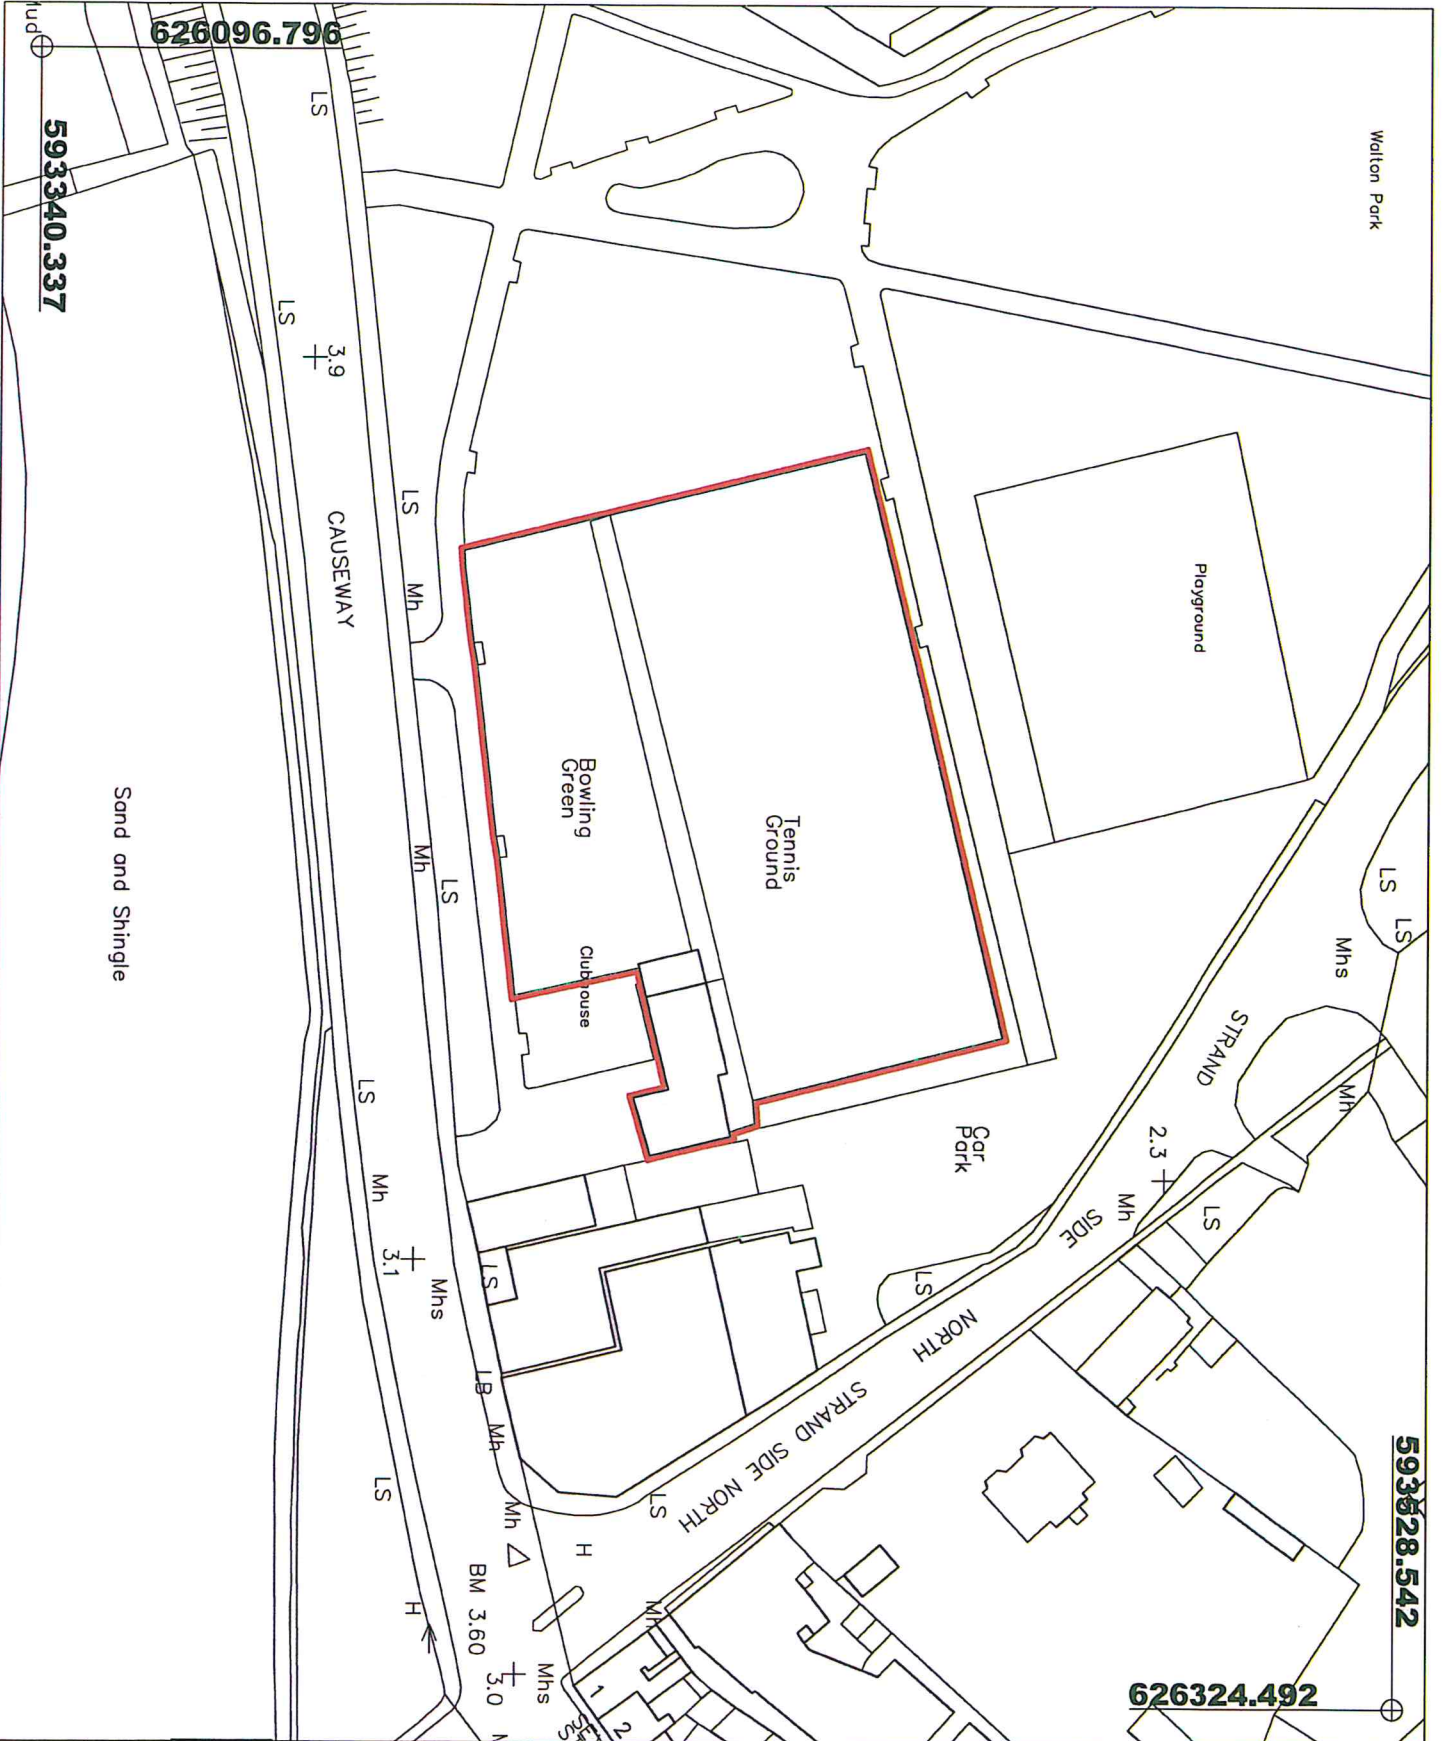 Mud
626096.796
593340.337
LS
LS
3.9
CAUSEWAY
LS
Mh
Walton Park
Playground
Bowling
Green
Tennis
Ground
Clubhouse
Mh
LS
Sand and Shingle
LS
LS
Mhs
STRAND
Mh
2.3
SIDE
Mh
LS
Car
Park
LS
NORTH
STRAND SIDE NORTH
LS
Mh
3.1
Mhs
LS
LB
Mh
LS
LS
Mh
H
BM 3.60
H
3.0
Mhs
Mh
1
2
593528.542
626324.492